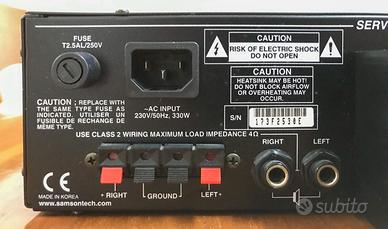 SERV
FUSE
T2.5AL/250V
CAUTION
RISK OF ELECTRIC SHOCK
DO NOT OPEN
CAUTION
HEATSINK MAY BE HOT!
DO NOT BLOCK AIRFLOW
OR OVERHEATING MAY
OCCUR.
CAUTION : REPLACE WITH
THE SAME TYPE FUSE AS
INDICATED. UTILISER UN
FUSIBLE DE RECHANGE DE
MÊME TYPE.
~AC INPUT
230V/50Hz, 330W
S/N
USE CLASS 2 WIRING MAXIMUM LOAD IMPEDANCE 4Ω
RIGHT
LEFT
+ RIGHT
GROUND
LEFT +
CE
MADE IN KOREA
www.samsontech.com
subito